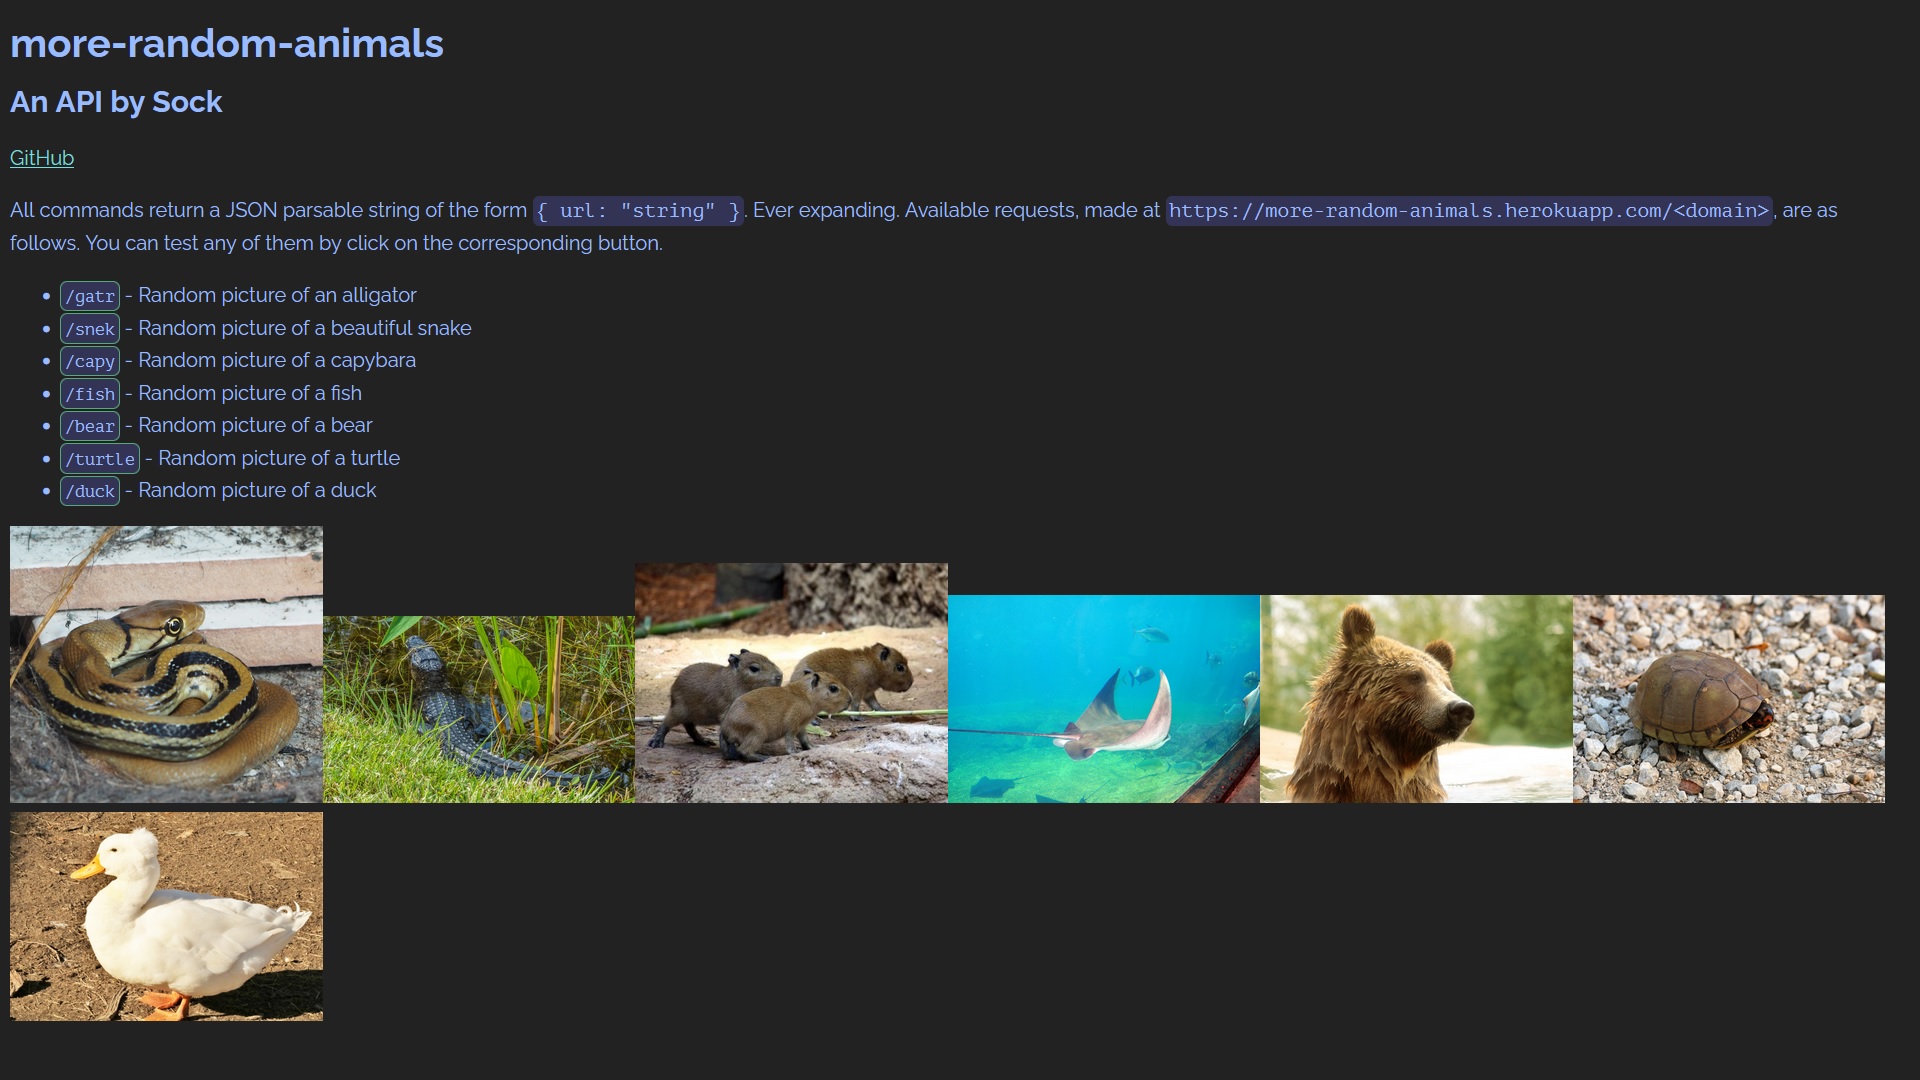 more-random-animals
An API by Sock
GitHub
All commands return a JSON parsable string of the form { url: "string" }. Ever expanding. Available requests, made at https://more-random-animals.herokuapp.com/<domain>, are as
follows. You can test any of them by click on the corresponding button.
/gatr - Random picture of an alligator
/snek - Random picture of a beautiful snake
/capy - Random picture of a capybara
/fish - Random picture of a fish
/bear - Random picture of a bear
/turtle - Random picture of a turtle
/duck - Random picture of a duck